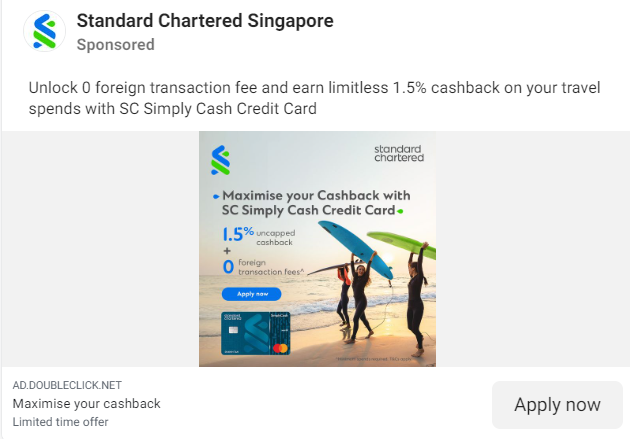 Standard Chartered Singapore
Sponsored
Unlock 0 foreign transaction fee and earn limitless 1.5% cashback on your travel
spends with SC Simply Cash Credit Card
standard
chartered
Maximise your Cashback with
SC Simply Cash Credit Card
1.5% uncapped
cashback
+
0 foreign
transaction fees^
Apply now
AD.DOUBLECLICK.NET
Maximise your cashback
Limited time offer
Apply now